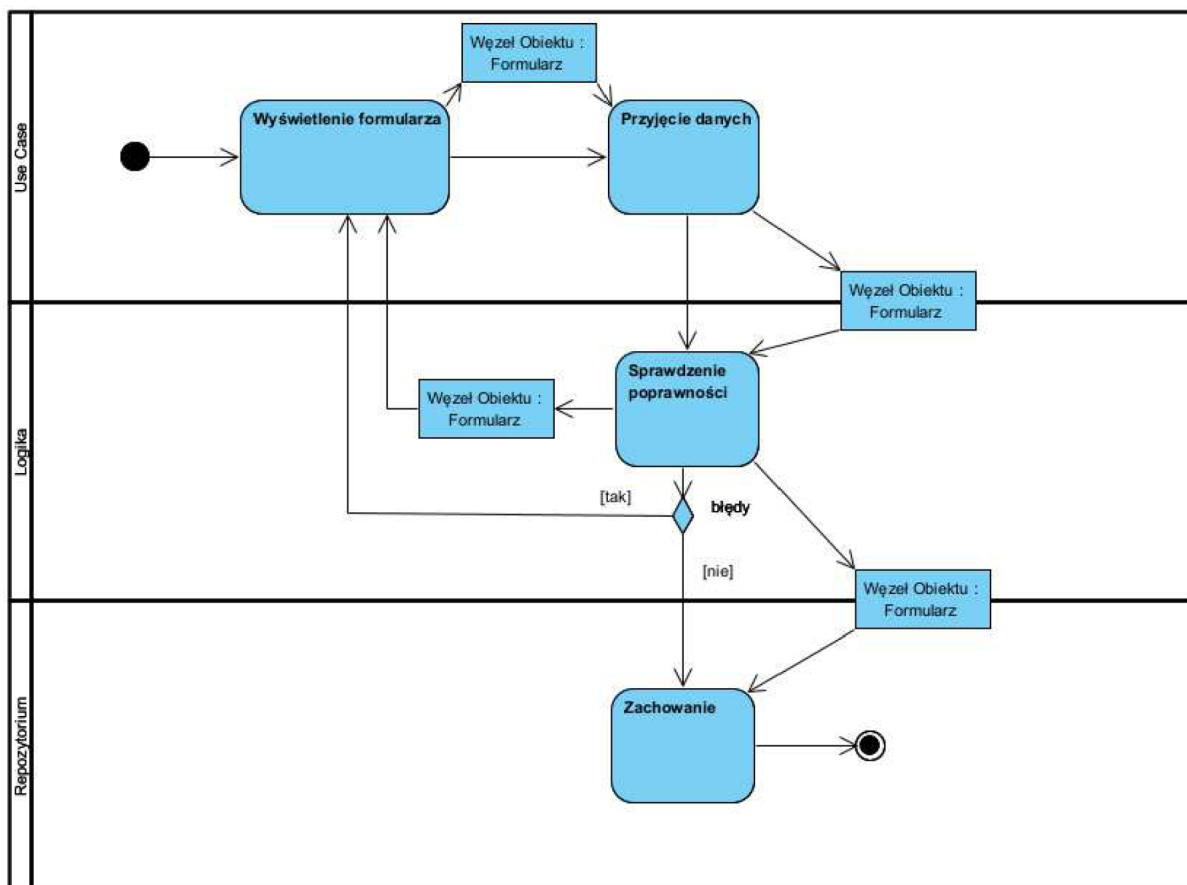 Use Case
Węzeł Obiektu :
Formularz
Wyświetlenie formularza
Przyjęcie danych
Węzeł Obiektu :
Formularz
Logika
Sprawdzenie
poprawności
Węzeł Obiektu :
Formularz
[tak]
błędy
[nie]
Węzeł Obiektu :
Formularz
Repozytorium
Zachowanie